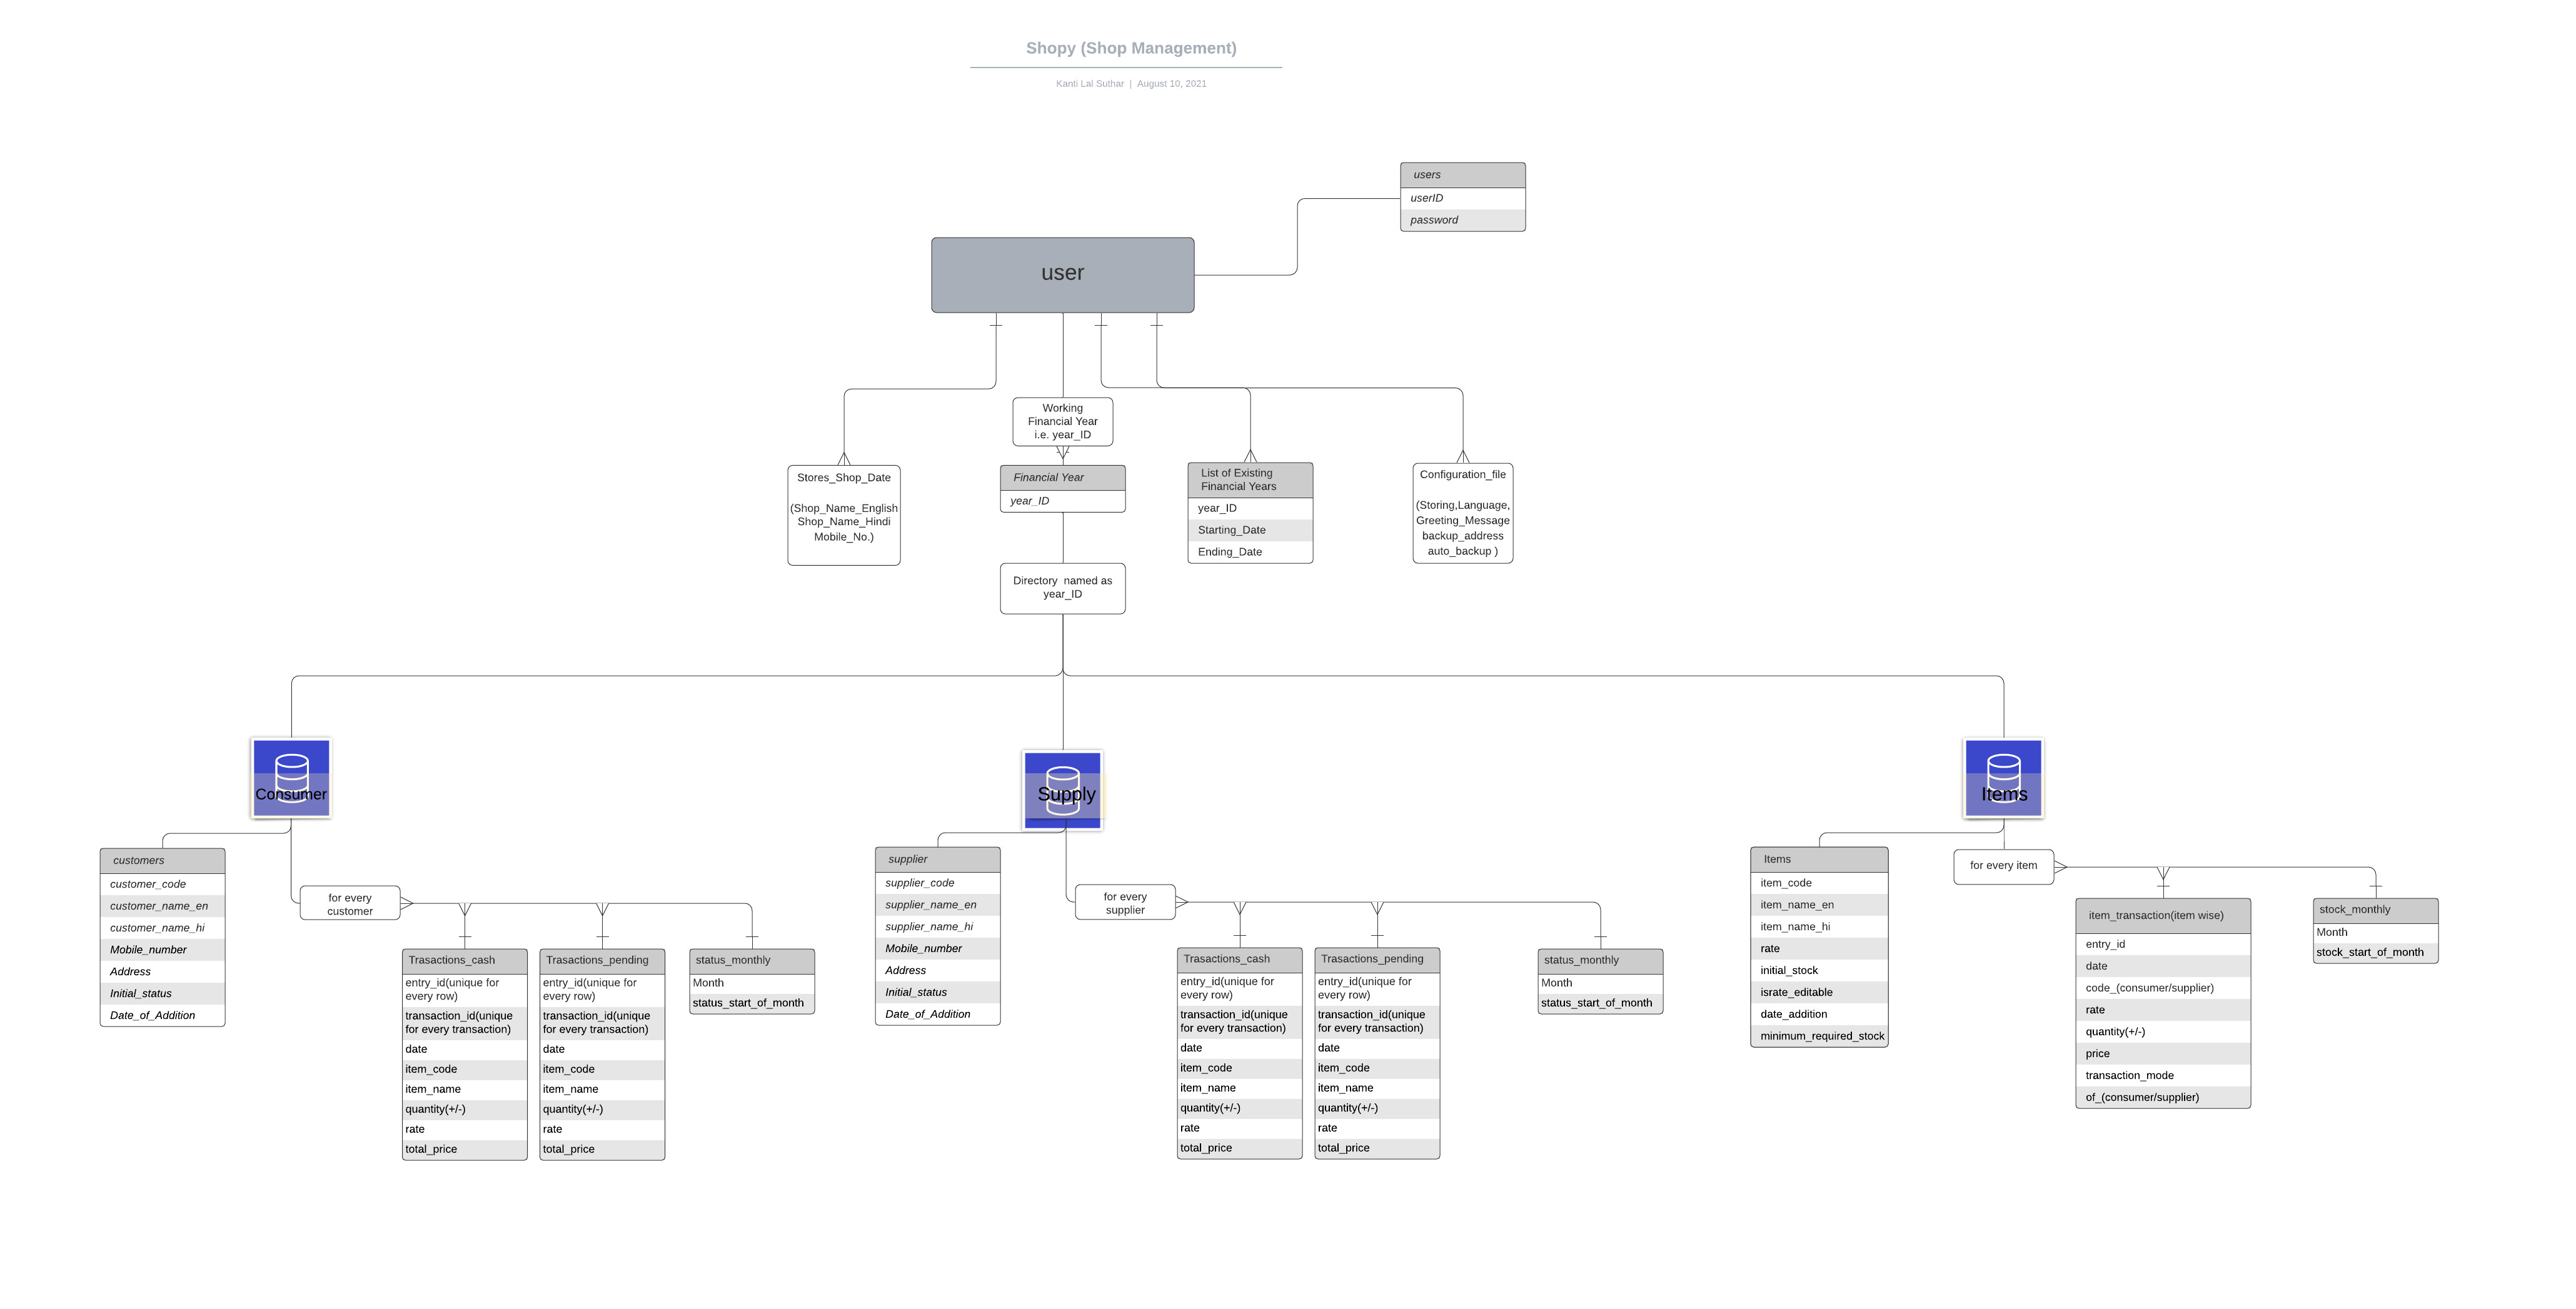 Shopy (Shop Management)
Kanti Lal Suthar | August 10, 2021
users
userID
password
user
Working
Financial Year
i.e. year_ID
Stores_Shop_Date
(Shop_Name_English
Shop_Name_Hindi
Mobile_No.)
Financial Year
year_ID
List of Existing
Financial Years
year_ID
Starting_Date
Ending_Date
Configuration_file
(Storing,Language,
Greeting_Message
backup_address
auto_backup )
Directory named as
year_ID
Consumer
Supply
Items
customers
customer_code
customer_name_en
customer_name_hi
Mobile_number
Address
Initial_status
Date_of_Addition
for every
customer
Trasactions_cash
entry_id(unique for
every row)
transaction_id(unique
for every transaction)
date
item_code
item_name
quantity(+/-)
rate
total_price
Trasactions_pending
entry_id(unique for
every row)
transaction_id(unique
for every transaction)
date
item_code
item_name
quantity(+/-)
rate
total_price
status_monthly
Month
status_start_of_month
supplier
supplier_code
supplier_name_en
supplier_name_hi
Mobile_number
Address
Initial_status
Date_of_Addition
for every
supplier
Trasactions_cash
entry_id(unique for
every row)
transaction_id(unique
for every transaction)
date
item_code
item_name
quantity(+/-)
rate
total_price
Trasactions_pending
entry_id(unique for
every row)
transaction_id(unique
for every transaction)
date
item_code
item_name
quantity(+/-)
rate
total_price
status_monthly
Month
status_start_of_month
Items
item_code
item_name_en
item_name_hi
rate
initial_stock
israte_editable
date_addition
minimum_required_stock
for every item
item_transaction(item wise)
entry_id
date
code_(consumer/supplier)
rate
quantity(+/-)
price
transaction_mode
of_(consumer/supplier)
stock_monthly
Month
stock_start_of_month